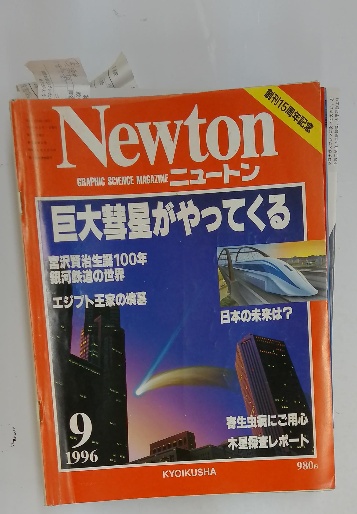 創刊15周年記念
Newton
GRAPHIC SCIENCE MAGAZINE ニュートン
巨大彗星がやってくる
宮沢賢治生誕100年
銀河鉄道の世界
エジプト王家の墳墓
日本の未来は?
寄生虫病にご用心
木星探査レポート
9
1996
KYOIKUSHA
980